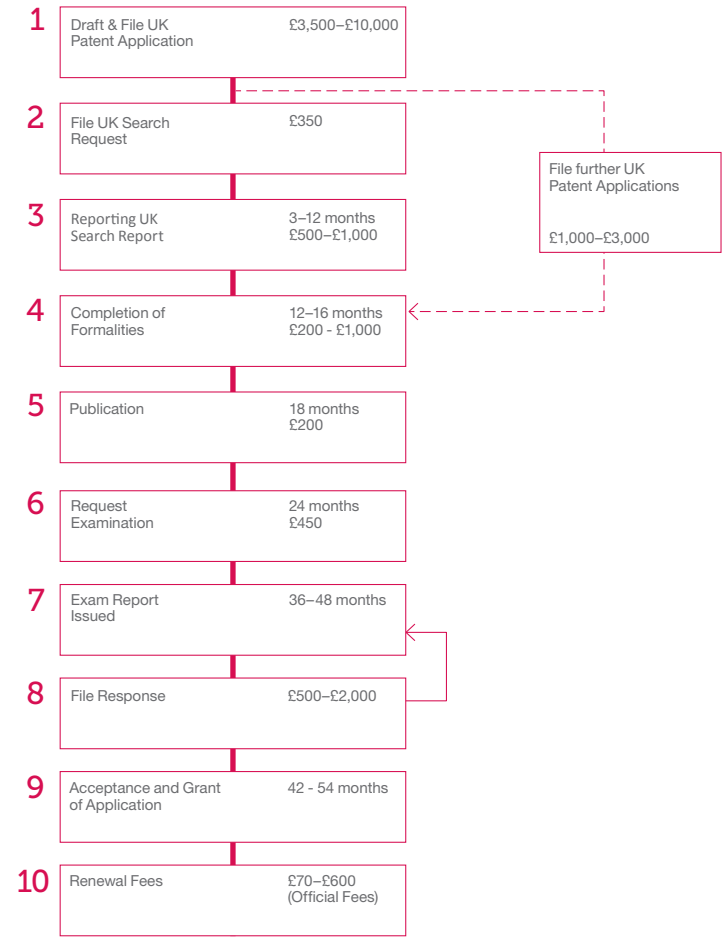 1
Draft & File UK £3,500–£10,000
Patent Application
2
File UK Search £350
Request
File further UK
Patent Applications
£1,000–£3,000
3
Reporting UK 3–12 months
Search Report £500–£1,000
4
Completion of 12–16 months
Formalities £200 - £1,000
5
Publication 18 months
£200
6
Request 24 months
Examination £450
7
Exam Report 36–48 months
Issued
8
File Response £500–£2,000
9
Acceptance and Grant 42 - 54 months
of Application
10
Renewal Fees £70–£600
(Official Fees)